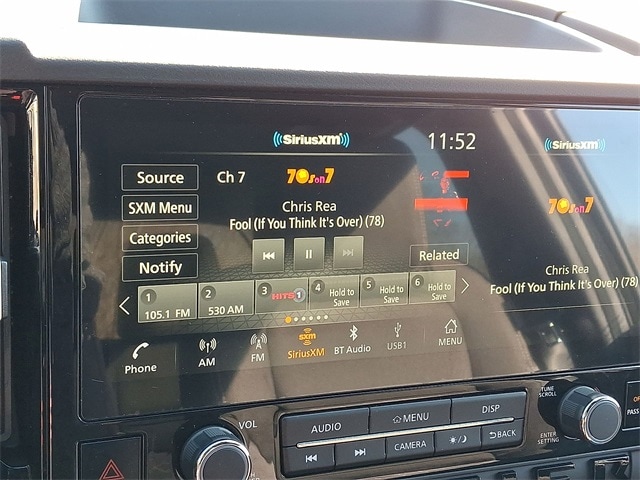 SiriusXM 11:52 SiriusXM
Source Ch 7 70s on 7
SXM Menu Chris Rea 70s on 7
Categories Fool (If You Think It's Over) (78)
Notify Related Chris Rea
Fool (If You Think It's Over) (78)
1 2 3 4 5 6
105.1 FM 530 AM HITS 1 Hold to Save Hold to Save Hold to Save
Phone AM FM sxm SiriusXM BT Audio USB1 MENU
VOL AUDIO MENU DISP TUNE SCROLL
CAMERA BACK ENTER SETTING
PASS